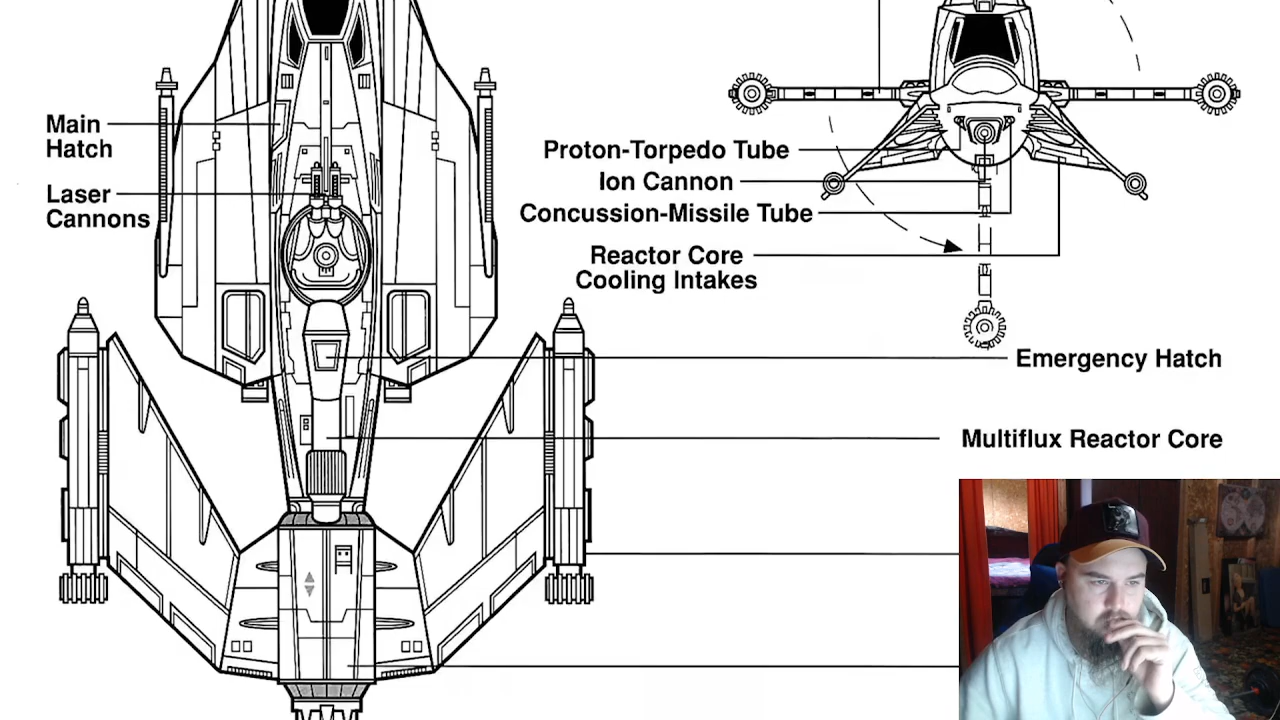 Main
Hatch
Laser
Cannons
Proton-Torpedo Tube
Ion Cannon
Concussion-Missile Tube
Reactor Core
Cooling Intakes
Emergency Hatch
Multiflux Reactor Core